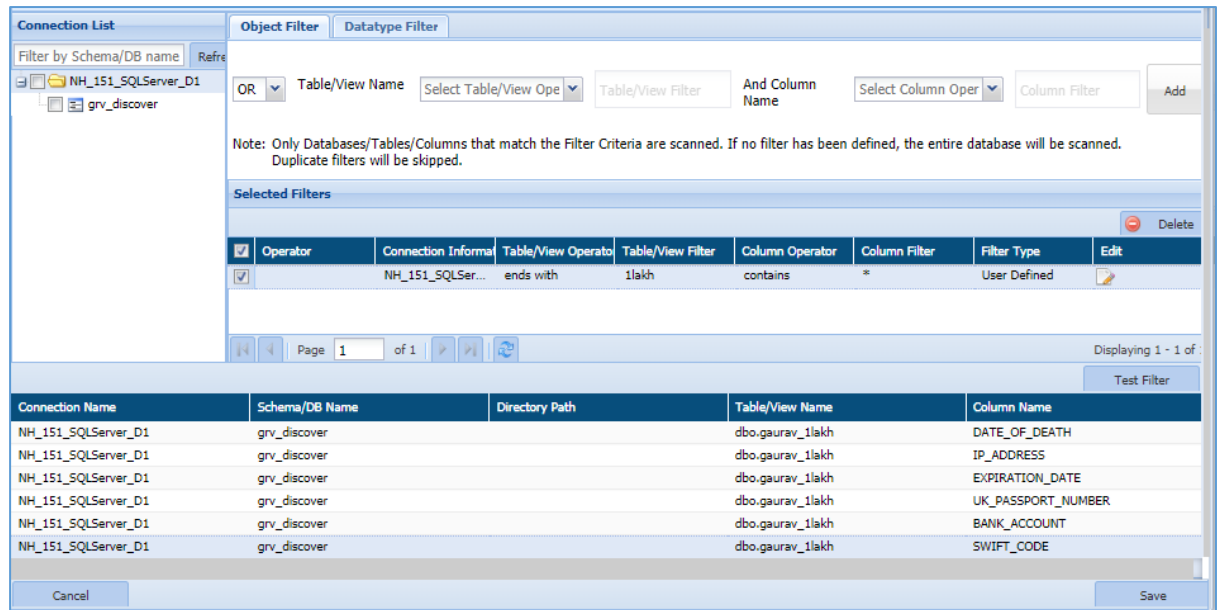 Connection List
Object Filter
Datatype Filter
Filter by Schema/DB name
Refre
NH_151_SQLServer_D1
grv_discover
OR
Table/View Name
Select Table/View Ope
Table/View Filter
And Column
Name
Select Column Oper
Column Filter
Add
Note: Only Databases/Tables/Columns that match the Filter Criteria are scanned. If no filter has been defined, the entire database will be scanned.
Duplicate filters will be skipped.
Selected Filters
Delete
Operator Connection Informat Table/View Operato Table/View Filter Column Operator Column Filter Filter Type Edit
NH_151_SQLSer... ends with 1lakh contains * User Defined
Page 1 of 1
Displaying 1 - 1 of
Test Filter
Connection Name Schema/DB Name Directory Path Table/View Name Column Name
NH_151_SQLServer_D1 grv_discover dbo.gaurav_1lakh DATE_OF_DEATH
NH_151_SQLServer_D1 grv_discover dbo.gaurav_1lakh IP_ADDRESS
NH_151_SQLServer_D1 grv_discover dbo.gaurav_1lakh EXPIRATION_DATE
NH_151_SQLServer_D1 grv_discover dbo.gaurav_1lakh UK_PASSPORT_NUMBER
NH_151_SQLServer_D1 grv_discover dbo.gaurav_1lakh BANK_ACCOUNT
NH_151_SQLServer_D1 grv_discover dbo.gaurav_1lakh SWIFT_CODE
Cancel
Save